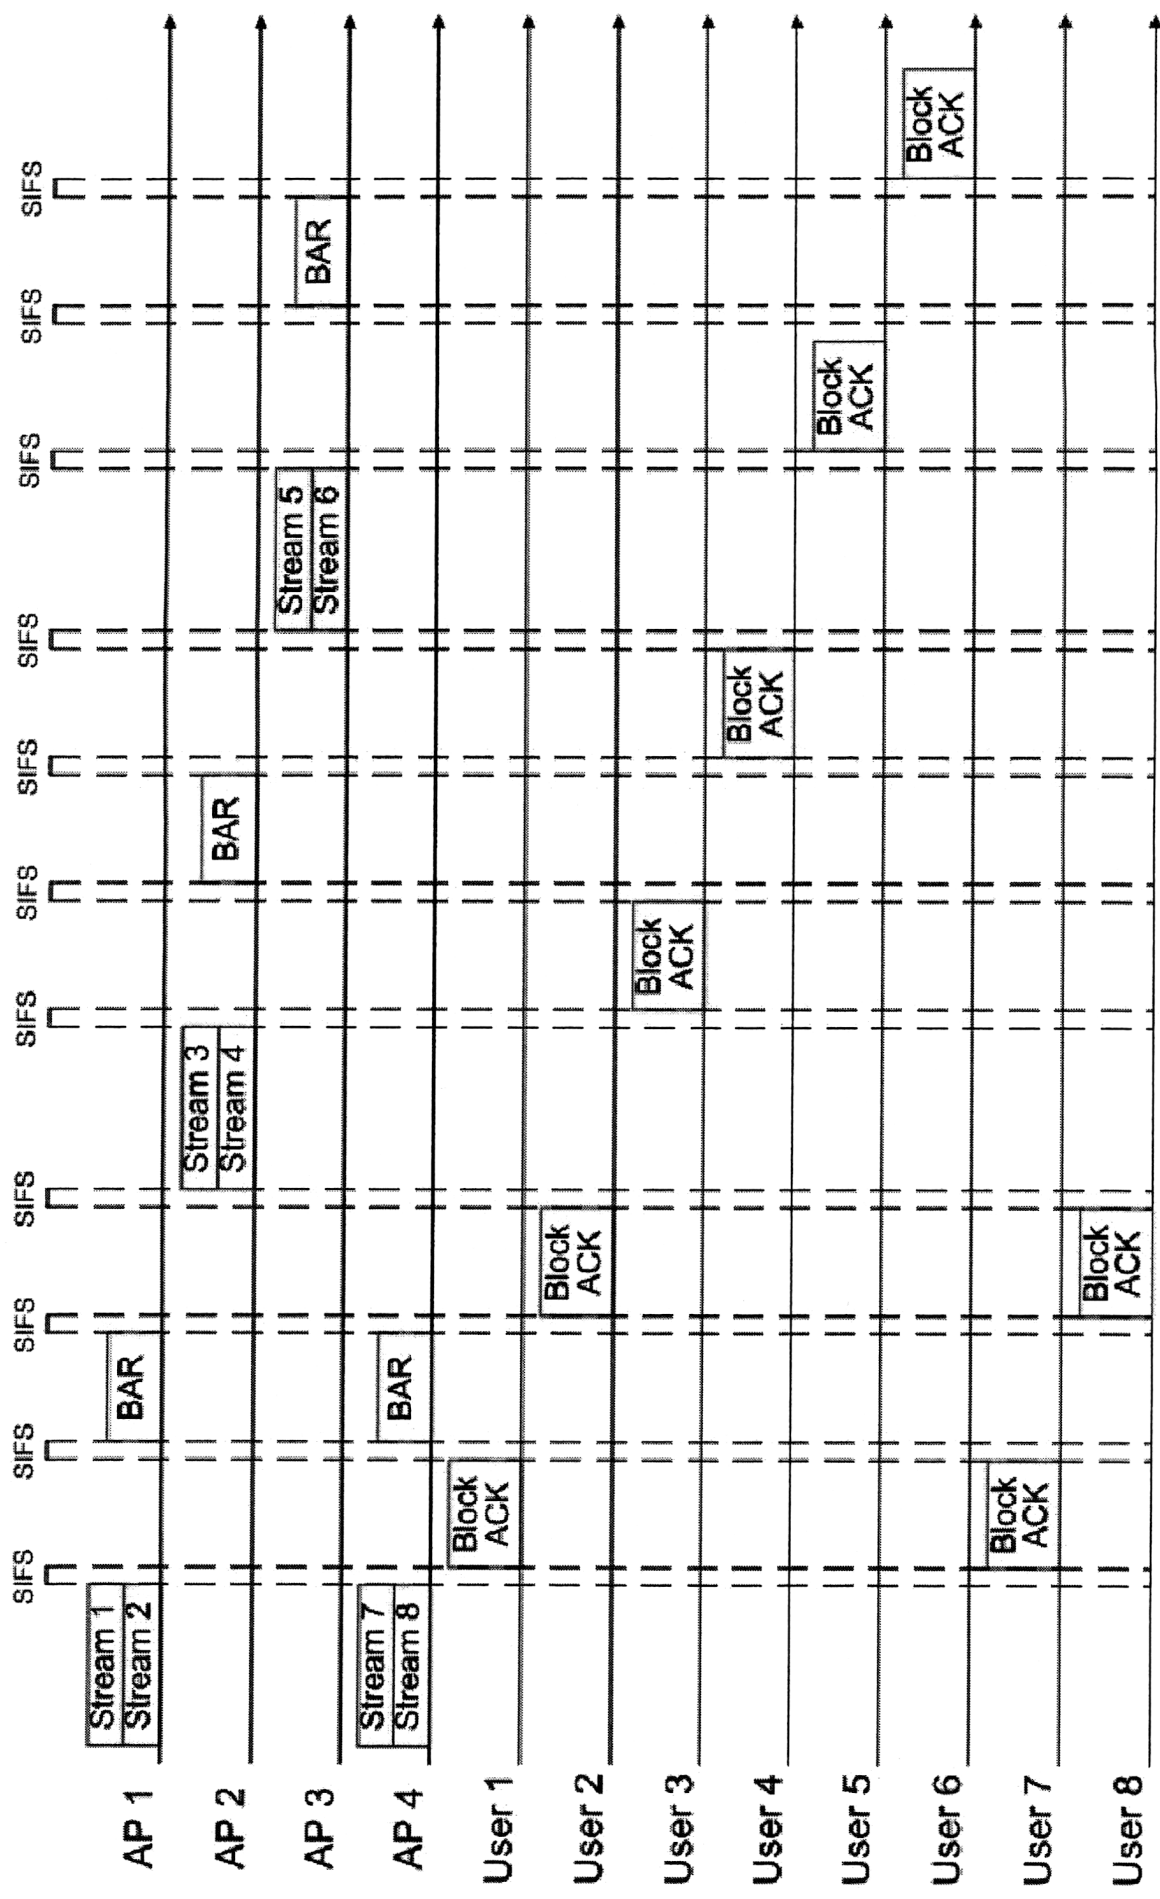 SIFS SIFS SIFS SIFS SIFS SIFS SIFS SIFS SIFS SIFS SIFS
AP 1
Stream 1
Stream 2
BAR
AP 2
Stream 3
Stream 4
BAR
AP 3
Stream 5
Stream 6
BAR
AP 4
Stream 7
Stream 8
BAR
User 1
Block
ACK
User 2
Block
ACK
User 3
Block
ACK
User 4
Block
ACK
User 5
Block
ACK
User 6
Block
ACK
User 7
Block
ACK
User 8
Block
ACK